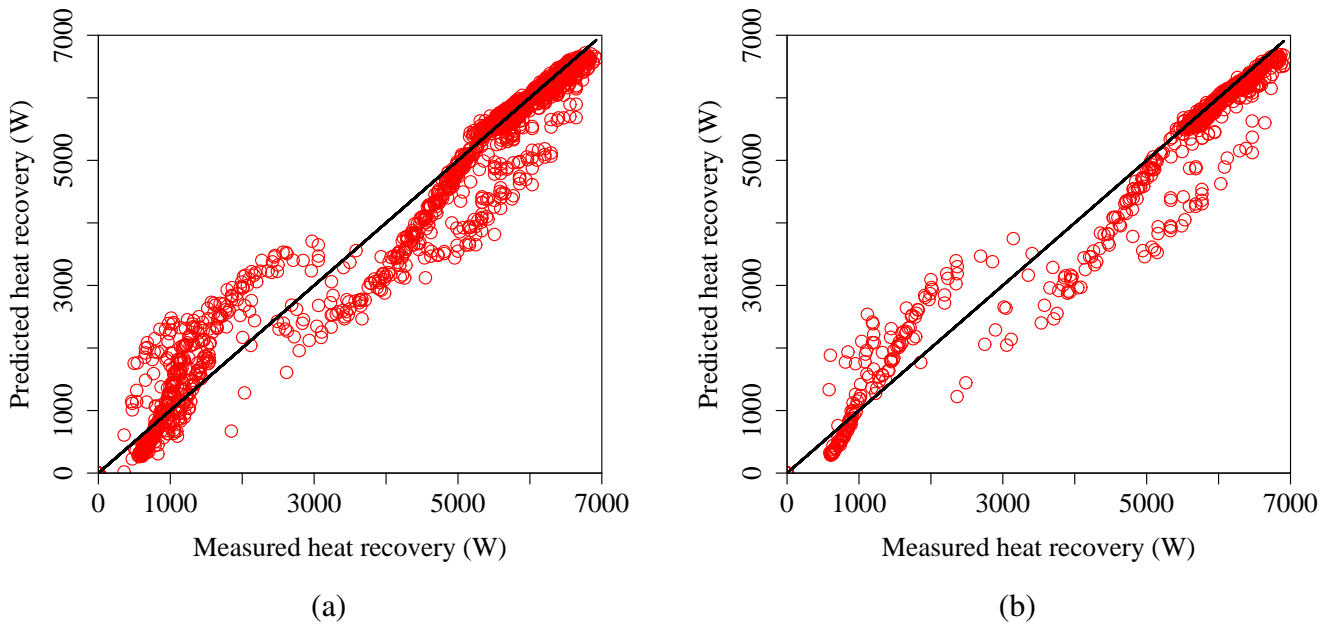 Predicted heat recovery (W)
7000
5000
3000
1000
0
0 1000 3000 5000 7000
Measured heat recovery (W)
(a)
Predicted heat recovery (W)
7000
5000
3000
1000
0
0 1000 3000 5000 7000
Measured heat recovery (W)
(b)